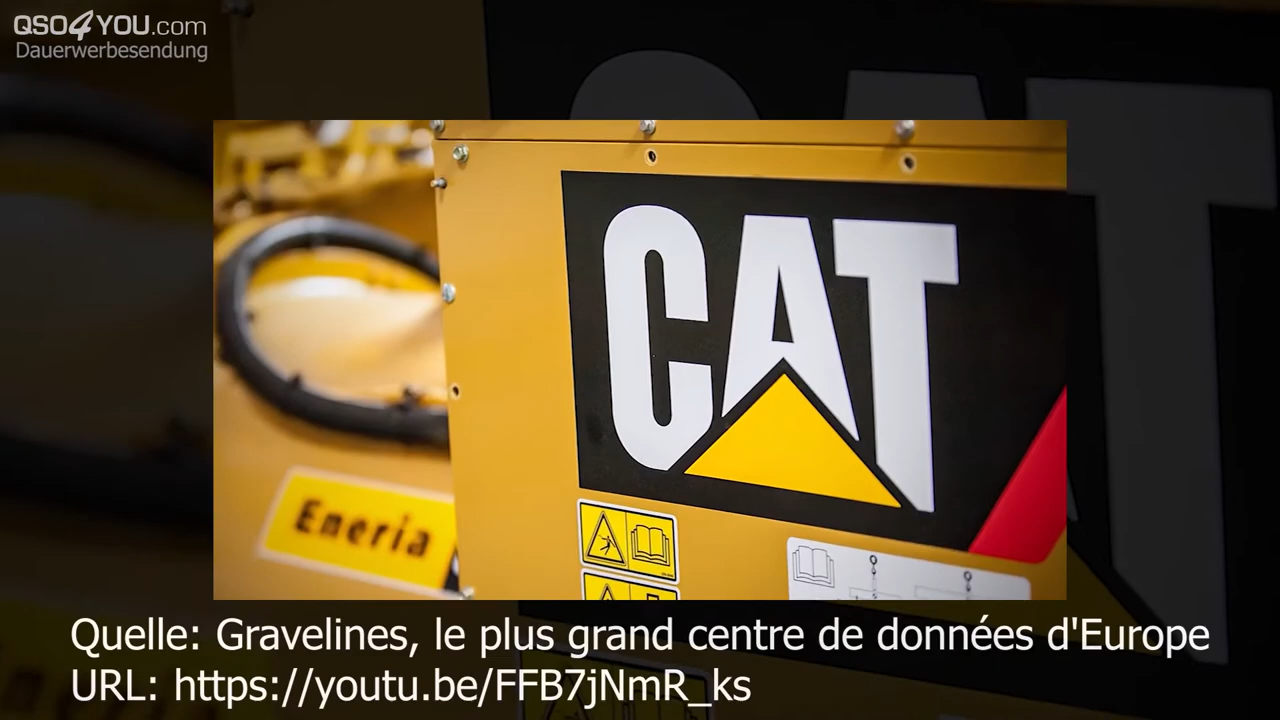 QSO4YOU.com
Dauerwerbesendung
CAT
Eneria
Quelle: Gravelines, le plus grand centre de données d'Europe
URL: https://youtu.be/FFB7jNmR_ks